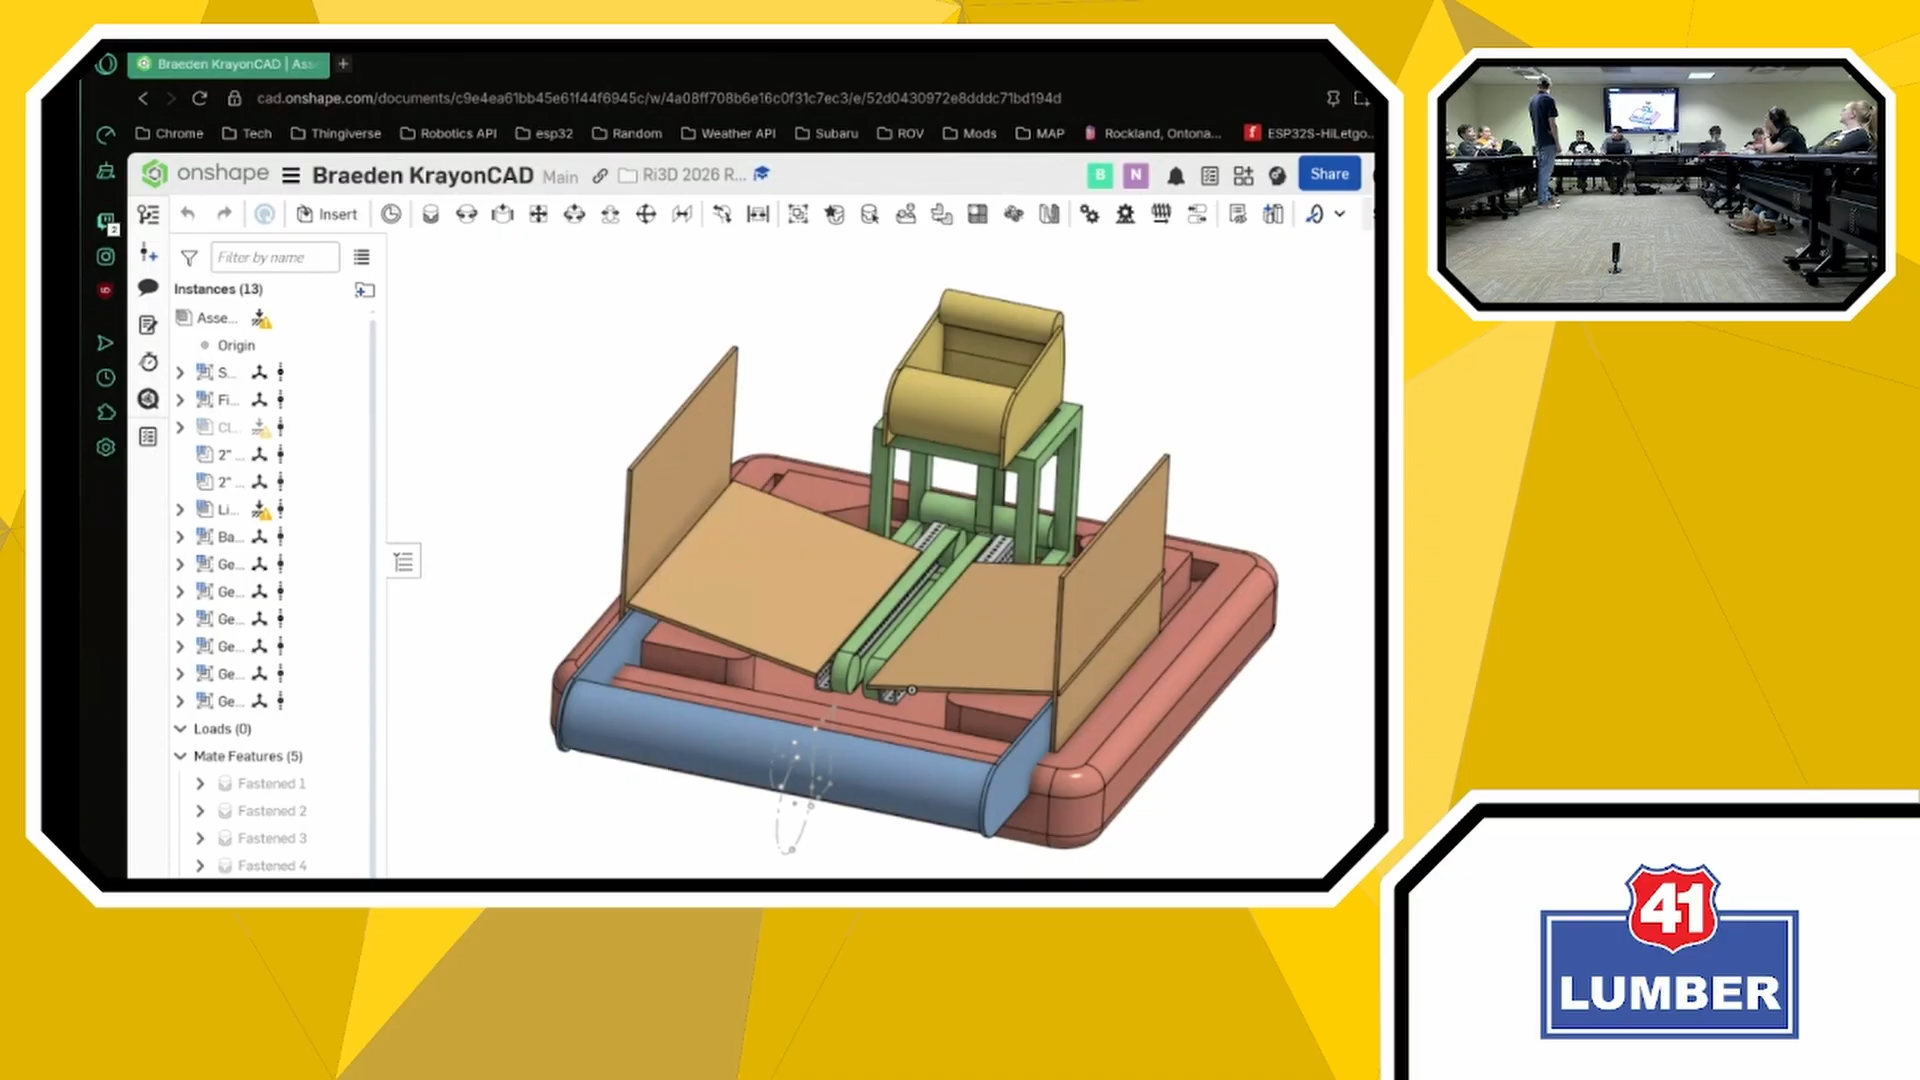 Braeden KrayonCAD | Ass
cad.onshape.com/documents/c9e4ea61bb45e61f44f6945c/w/4a08ff708b6e16c0f31c7ec3/e/52d0430972e8dddc71bd194d
Chrome Tech Thingiverse Robotics API esp32 Random Weather API Subaru ROV Mods MAP Rockland, Ontona... ESP32S-HiLetgo...
onshape Braeden KrayonCAD Main Ri3D 2026 R... B N Share
Insert
2
Filter by name
Instances (13)
Asse...
Origin
S...
Fi...
Cl...
2" ...
2" ...
Li...
Ba...
Ge...
Ge...
Ge...
Ge...
Ge...
Ge...
Loads (0)
Mate Features (5)
Fastened 1
Fastened 2
Fastened 3
Fastened 4
41
LUMBER